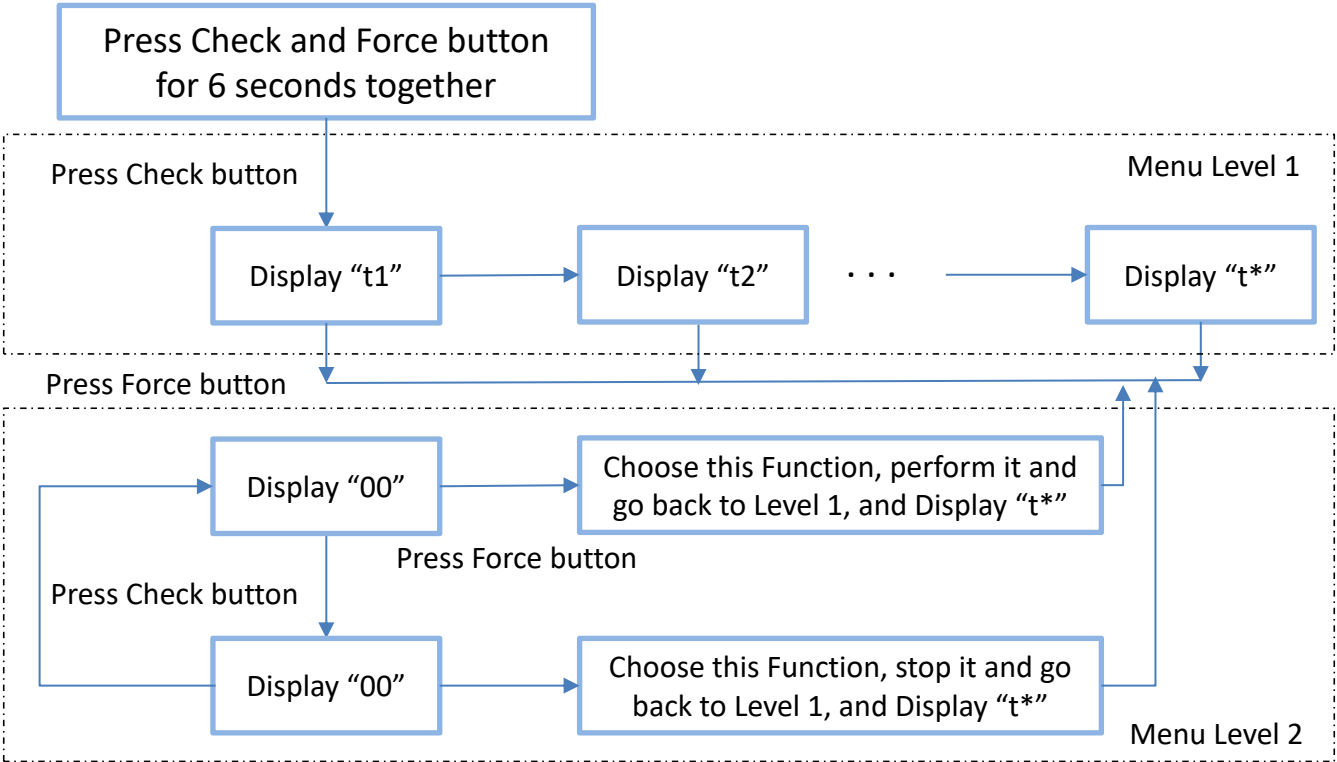 Press Check and Force button
for 6 seconds together
Press Check button
Menu Level 1
Display “t1”
Display “t2”
. . .
Display “t*”
Press Force button
Display “00”
Choose this Function, perform it and
go back to Level 1, and Display “t*”
Press Force button
Press Check button
Display “00”
Choose this Function, stop it and go
back to Level 1, and Display “t*”
Menu Level 2